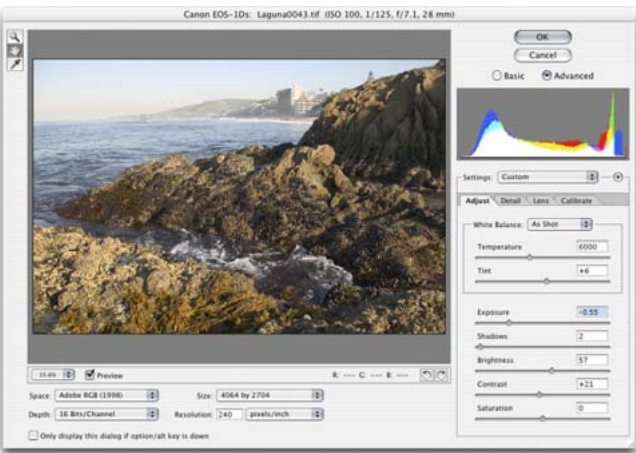 Canon EOS-1Ds: Laguna0043.tif (ISO 100, 1/125, f/7.1, 28 mm)
OK
Cancel
Basic Advanced
Settings: Custom
Adjust Detail Lens Calibrate
White Balance: As Shot
Temperature 6000
Tint +6
Exposure -0.55
Shadows 2
Brightness 57
Contrast +21
Saturation 0
Preview
R: --- G: --- B: ---
Space: Adobe RGB (1998) Size: 4064 by 2704
Depth: 16 Bits/Channel Resolution: 240 pixels/inch
Only display this dialog if option/alt key is down